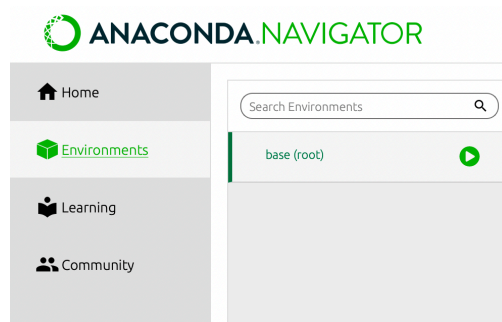 ANACONDA.NAVIGATOR
Home
Search Environments
Environments
base (root)
Learning
Community